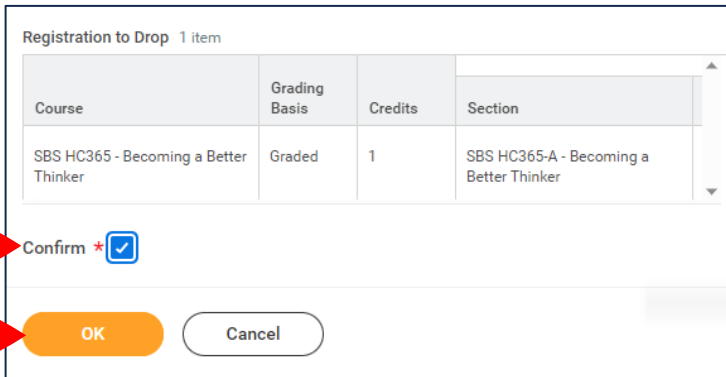 Registration to Drop 1 item
Grading
Course Basis Credits Section
SBS HC365 - Becoming a Better Graded 1 SBS HC365-A - Becoming a
Thinker Better Thinker
Confirm *
OK Cancel